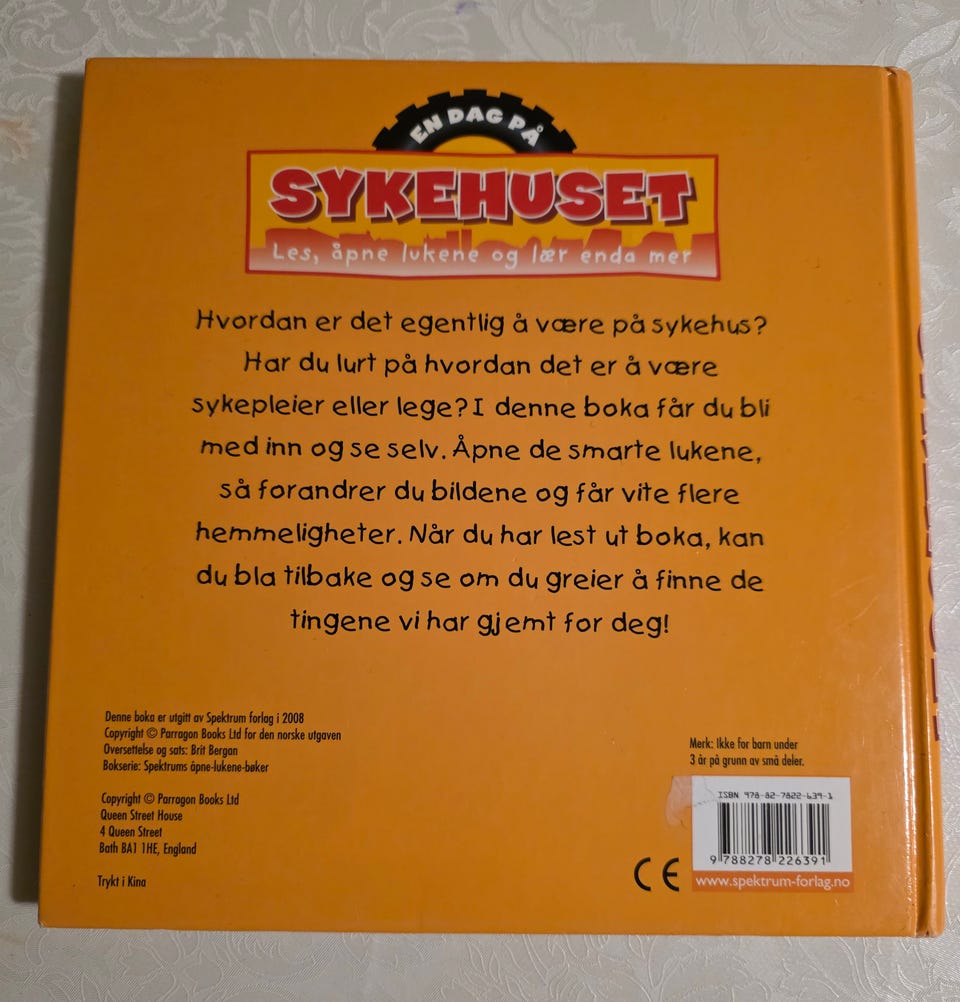 EN DAG PÅ
SYKEHUSET
Les, åpne lukene og lær enda mer
Hvordan er det egentlig å være på sykehus?
Har du lurt på hvordan det er å være
sykepleier eller lege? I denne boka får du bli
med inn og se selv. Åpne de smarte lukene,
så forandrer du bildene og får vite flere
hemmeligheter. Når du har lest ut boka, kan
du bla tilbake og se om du greier å finne de
tingene vi har gjemt for deg!
Denne boka er utgitt av Spektrum forlag i 2008
Copyright © Parragon Books Ltd for den norske utgaven
Oversettelse og sats: Brit Bergan
Bokserie: Spektrums åpne-lukene-bøker
Copyright © Parragon Books Ltd
Queen Street House
4 Queen Street
Bath BA1 1HE, England
Trykt i Kina
Merk: Ikke for barn under
3 år på grunn av små deler.
ISBN 978-82-7822-639-1
9 788278 226391
CE
www.spektrum-forlag.no